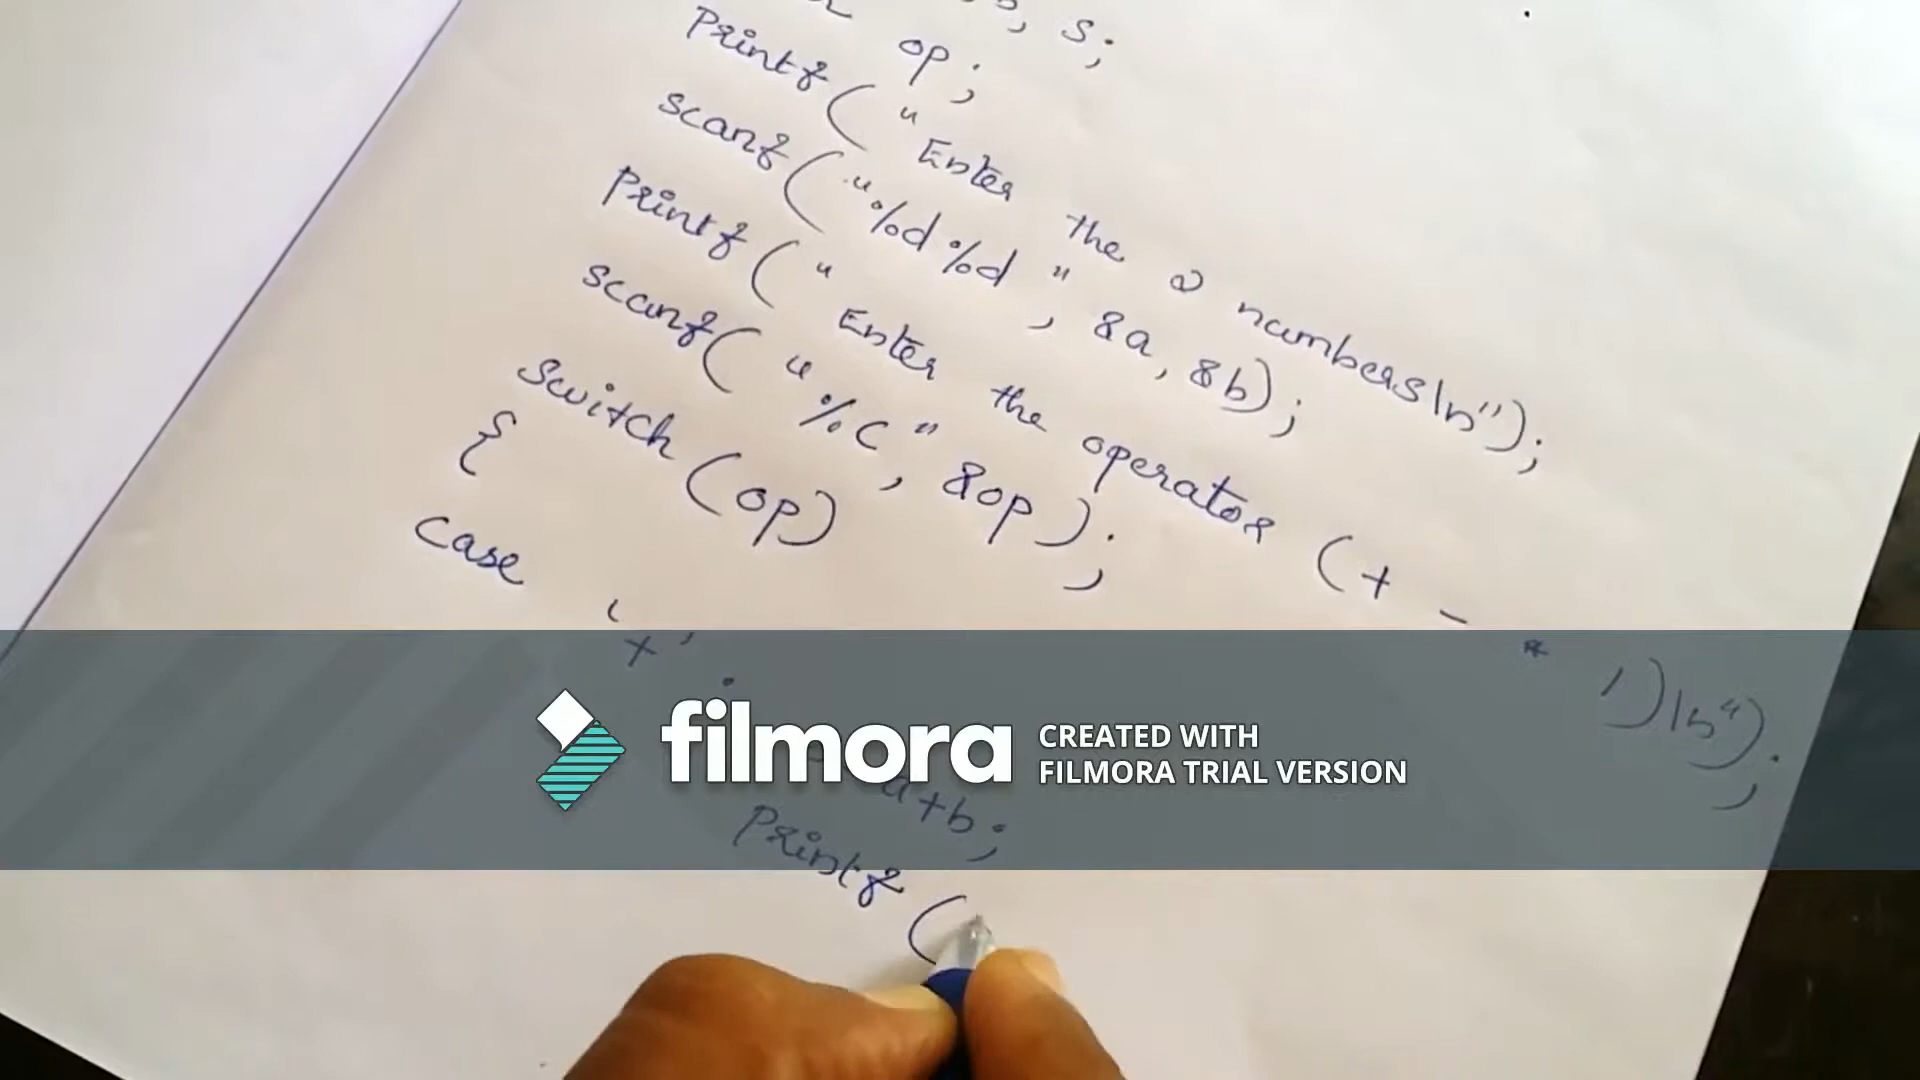 , s;
op;
printf("Enter the 2 numbers\n");
scanf("%d%d", &a, &b);
printf("Enter the operator (+ - * /)\n");
scanf("%c", &op);
switch(op)
{
case '+':
a+b;
printf(
filmora
CREATED WITH
FILMORA TRIAL VERSION